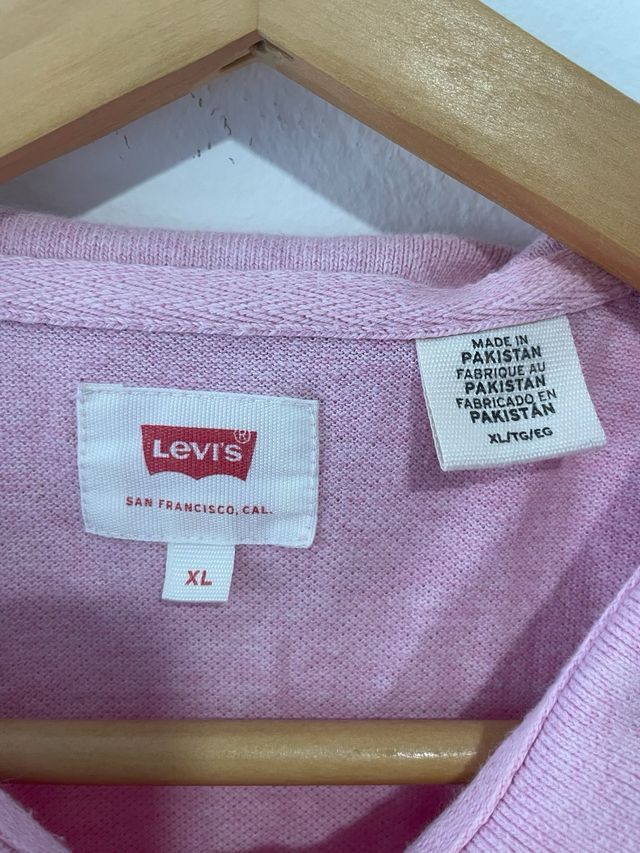 Levi's®
SAN FRANCISCO, CAL.
XL
MADE IN
PAKISTAN
FABRIQUE AU
PAKISTAN
FABRICADO EN
PAKISTÁN
XL/TG/EG